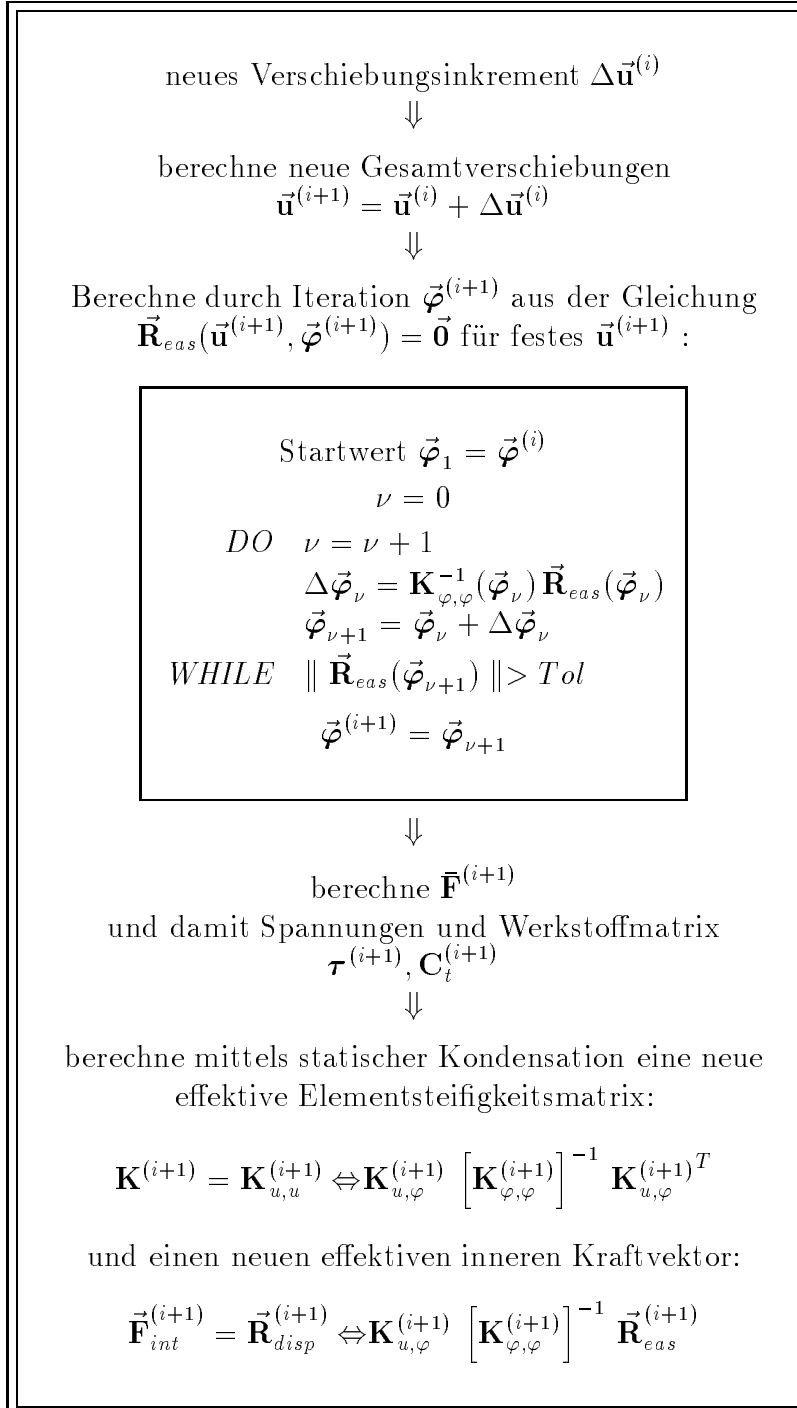 neues Verschiebungsinkrement Δu⃗^(i)
⇓
berechne neue Gesamtverschiebungen
u⃗^(i+1) = u⃗^(i) + Δu⃗^(i)
⇓
Berechne durch Iteration φ⃗^(i+1) aus der Gleichung
R⃗_eas(u⃗^(i+1), φ⃗^(i+1)) = 0⃗ für festes u⃗^(i+1) :
Startwert φ⃗_1 = φ⃗^(i)
ν = 0
DO ν = ν + 1
Δφ⃗_ν = K_φ,φ^−1(φ⃗_ν) R⃗_eas(φ⃗_ν)
φ⃗_ν+1 = φ⃗_ν + Δφ⃗_ν
WHILE ‖ R⃗_eas(φ⃗_ν+1) ‖> Tol
φ⃗^(i+1) = φ⃗_ν+1
⇓
berechne F̄^(i+1)
und damit Spannungen und Werkstoffmatrix
τ^(i+1), C_t^(i+1)
⇓
berechne mittels statischer Kondensation eine neue
effektive Elementsteifigkeitsmatrix:
K^(i+1) = K_u,u^(i+1) ⇔ K_u,φ^(i+1) [K_φ,φ^(i+1)]^−1 K_u,φ^(i+1)^T
und einen neuen effektiven inneren Kraftvektor:
F⃗_int^(i+1) = R⃗_disp^(i+1) ⇔ K_u,φ^(i+1) [K_φ,φ^(i+1)]^−1 R⃗_eas^(i+1)